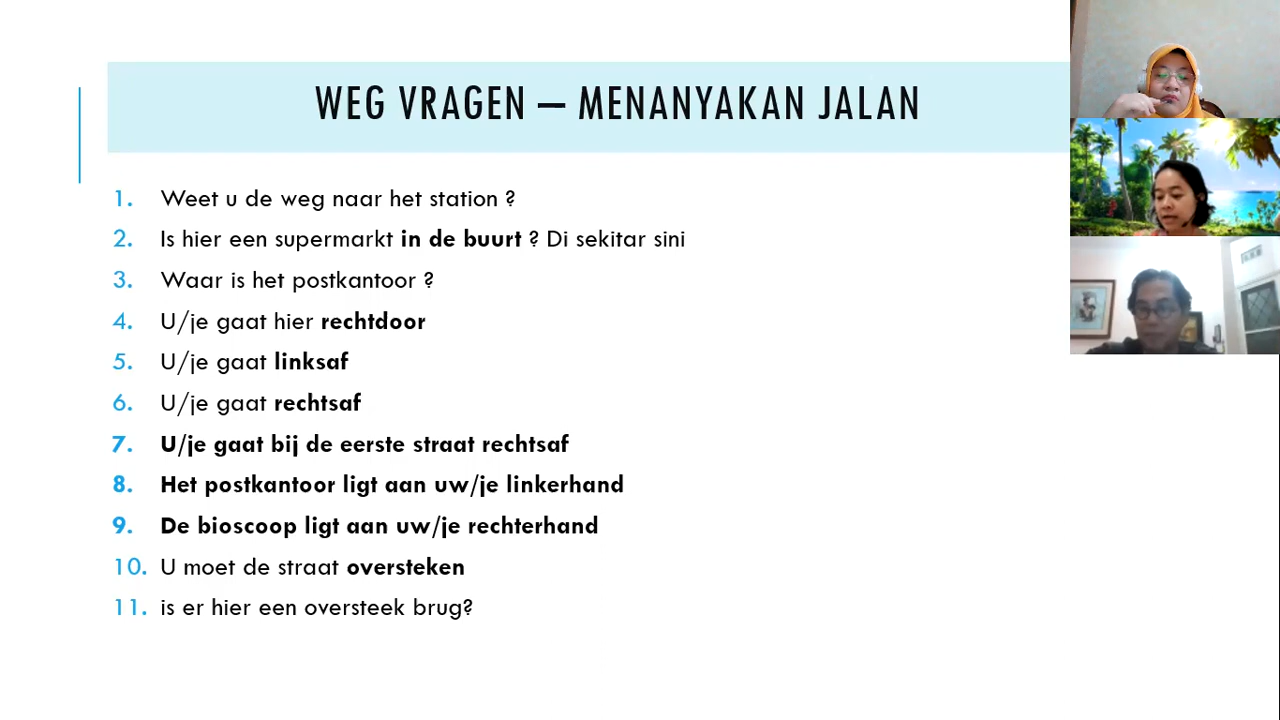 WEG VRAGEN – MENANYAKAN JALAN
1. Weet u de weg naar het station ?
2. Is hier een supermarkt in de buurt ? Di sekitar sini
3. Waar is het postkantoor ?
4. U/je gaat hier rechtdoor
5. U/je gaat linksaf
6. U/je gaat rechtsaf
7. U/je gaat bij de eerste straat rechtsaf
8. Het postkantoor ligt aan uw/je linkerhand
9. De bioscoop ligt aan uw/je rechterhand
10. U moet de straat oversteken
11. is er hier een oversteek brug?